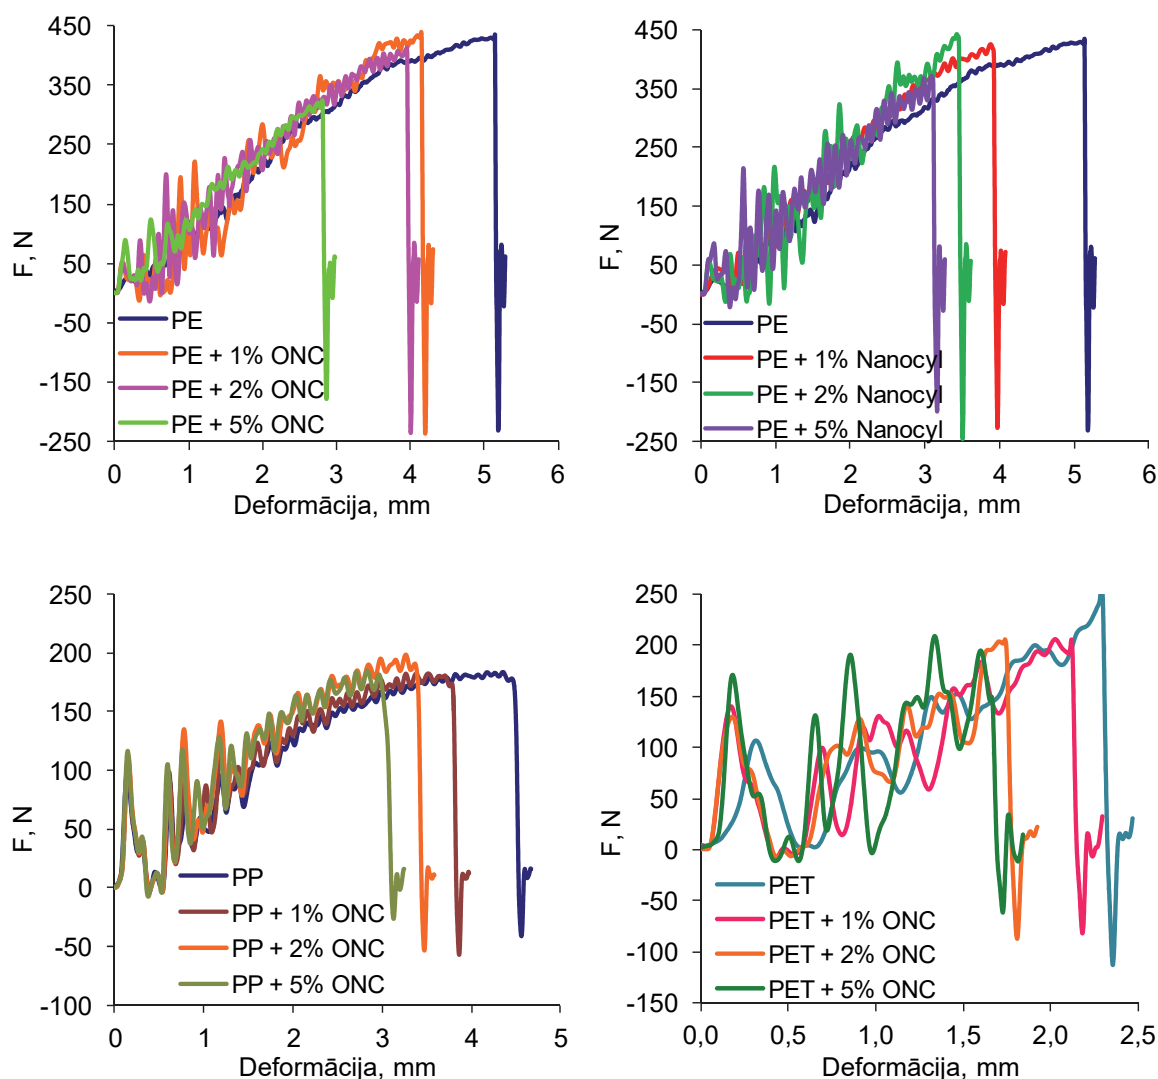 450
350
250
150
50
-50
-150
-250
F, N
PE
PE + 1% ONC
PE + 2% ONC
PE + 5% ONC
0 1 2 3 4 5 6
Deformācija, mm
450
350
250
150
50
-50
-150
-250
F, N
PE
PE + 1% Nanocyl
PE + 2% Nanocyl
PE + 5% Nanocyl
0 1 2 3 4 5 6
Deformācija, mm
250
200
150
100
50
0
-50
-100
F, N
PP
PP + 1% ONC
PP + 2% ONC
PP + 5% ONC
0 1 2 3 4 5
Deformācija, mm
250
200
150
100
50
0
-50
-100
-150
F, N
PET
PET + 1% ONC
PET + 2% ONC
PET + 5% ONC
0,0 0,5 1,0 1,5 2,0 2,5
Deformācija, mm